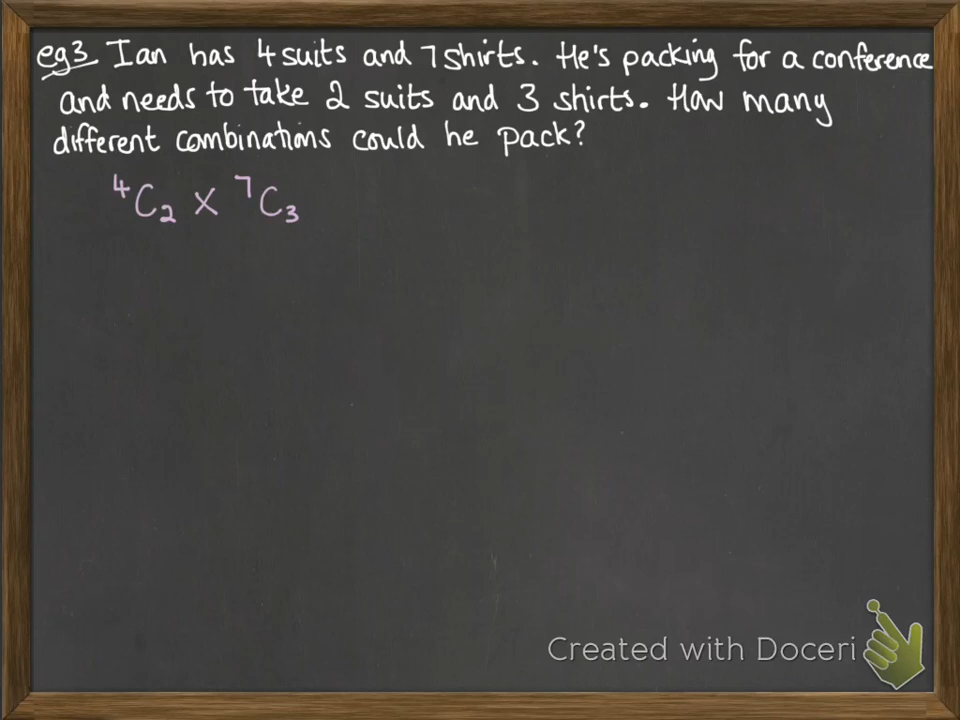 eg3 Ian has 4 suits and 7 shirts. He's packing for a conference
and needs to take 2 suits and 3 shirts. How many
different combinations could he pack?
⁴C₂ × ⁷C₃
Created with Doceri